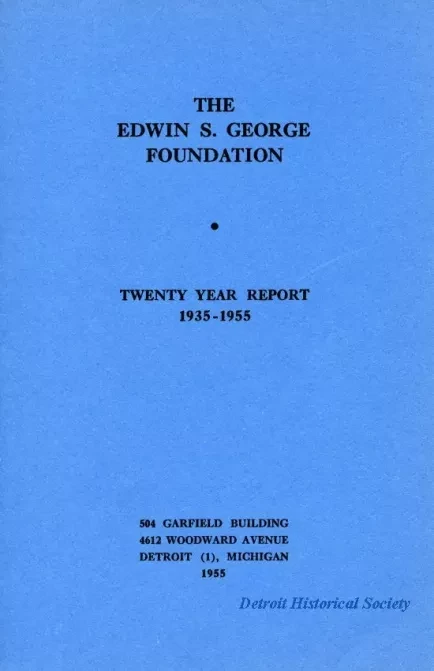 THE
EDWIN S. GEORGE
FOUNDATION
•
TWENTY YEAR REPORT
1935-1955
504 GARFIELD BUILDING
4612 WOODWARD AVENUE
DETROIT (1), MICHIGAN
1955
Detroit Historical Society